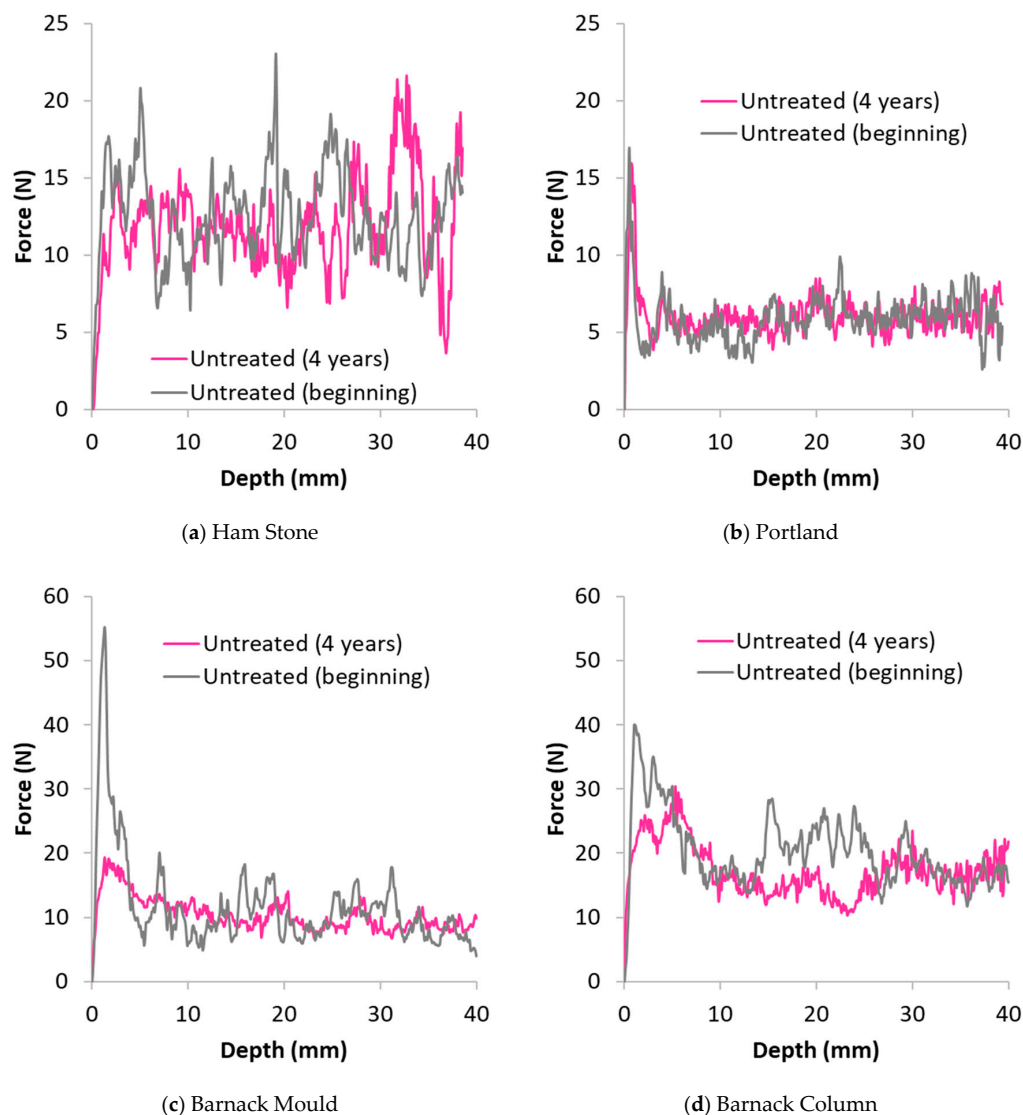 25
20
15
10
5
0
Force (N)
Untreated (4 years)
Untreated (beginning)
0 10 20 30 40
Depth (mm)
(a) Ham Stone
25
20
15
10
5
0
Force (N)
Untreated (4 years)
Untreated (beginning)
0 10 20 30 40
Depth (mm)
(b) Portland
60
50
40
30
20
10
0
Force (N)
Untreated (4 years)
Untreated (beginning)
0 10 20 30 40
Depth (mm)
(c) Barnack Mould
60
50
40
30
20
10
0
Force (N)
Untreated (4 years)
Untreated (beginning)
0 10 20 30 40
Depth (mm)
(d) Barnack Column